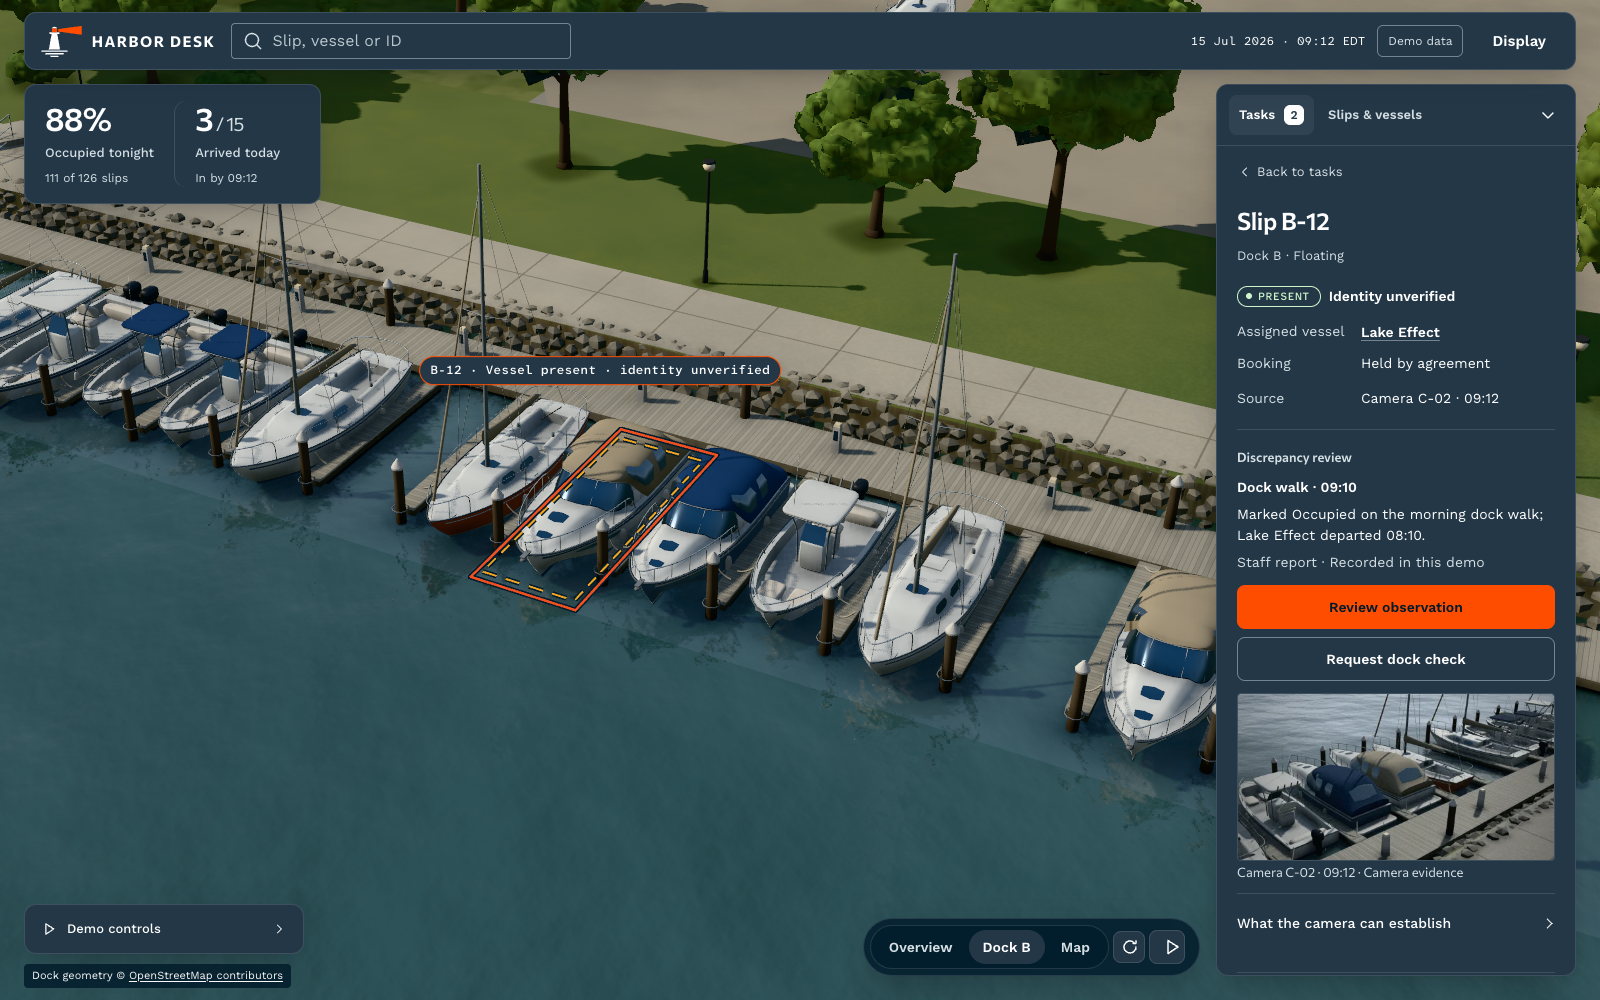 HARBOR DESK
Slip, vessel or ID
15 Jul 2026 · 09:12 EDT
Demo data
Display
88%
Occupied tonight
111 of 126 slips
3/15
Arrived today
In by 09:12
Tasks 2
Slips & vessels
Back to tasks
Slip B-12
Dock B · Floating
PRESENT Identity unverified
Assigned vessel Lake Effect
Booking Held by agreement
Source Camera C-02 · 09:12
Discrepancy review
Dock walk · 09:10
Marked Occupied on the morning dock walk;
Lake Effect departed 08:10.
Staff report · Recorded in this demo
Review observation
Request dock check
Camera C-02 · 09:12 · Camera evidence
What the camera can establish
B-12 · Vessel present · identity unverified
Demo controls
Overview Dock B Map
Dock geometry © OpenStreetMap contributors